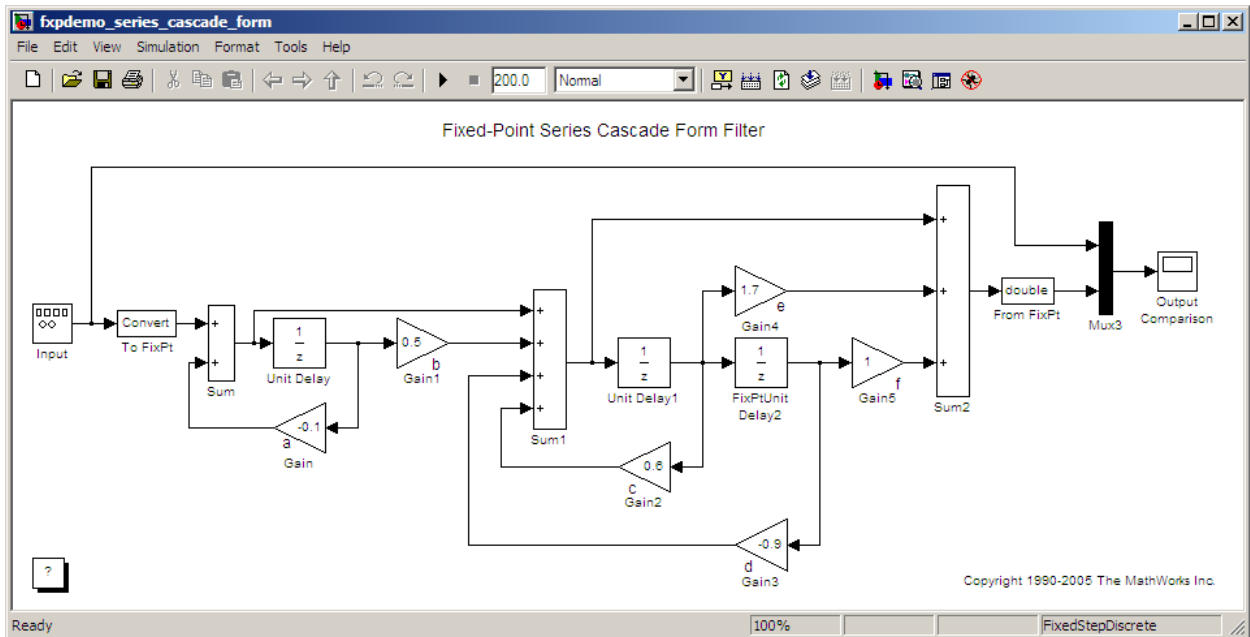 fxpdemo_series_cascade_form
File Edit View Simulation Format Tools Help
200.0 Normal
Fixed-Point Series Cascade Form Filter
Input
Convert
To FixPt
+
+
Sum
1
z
Unit Delay
-0.1
a
Gain
0.5
b
Gain1
+
+
+
+
Sum1
1
z
Unit Delay1
0.6
c
Gain2
-0.9
d
Gain3
1.7
e
Gain4
1
z
FixPtUnit
Delay2
1
f
Gain5
+
+
+
Sum2
double
From FixPt
Mux3
Output
Comparison
?
Copyright 1990-2005 The MathWorks Inc.
Ready 100% FixedStepDiscrete